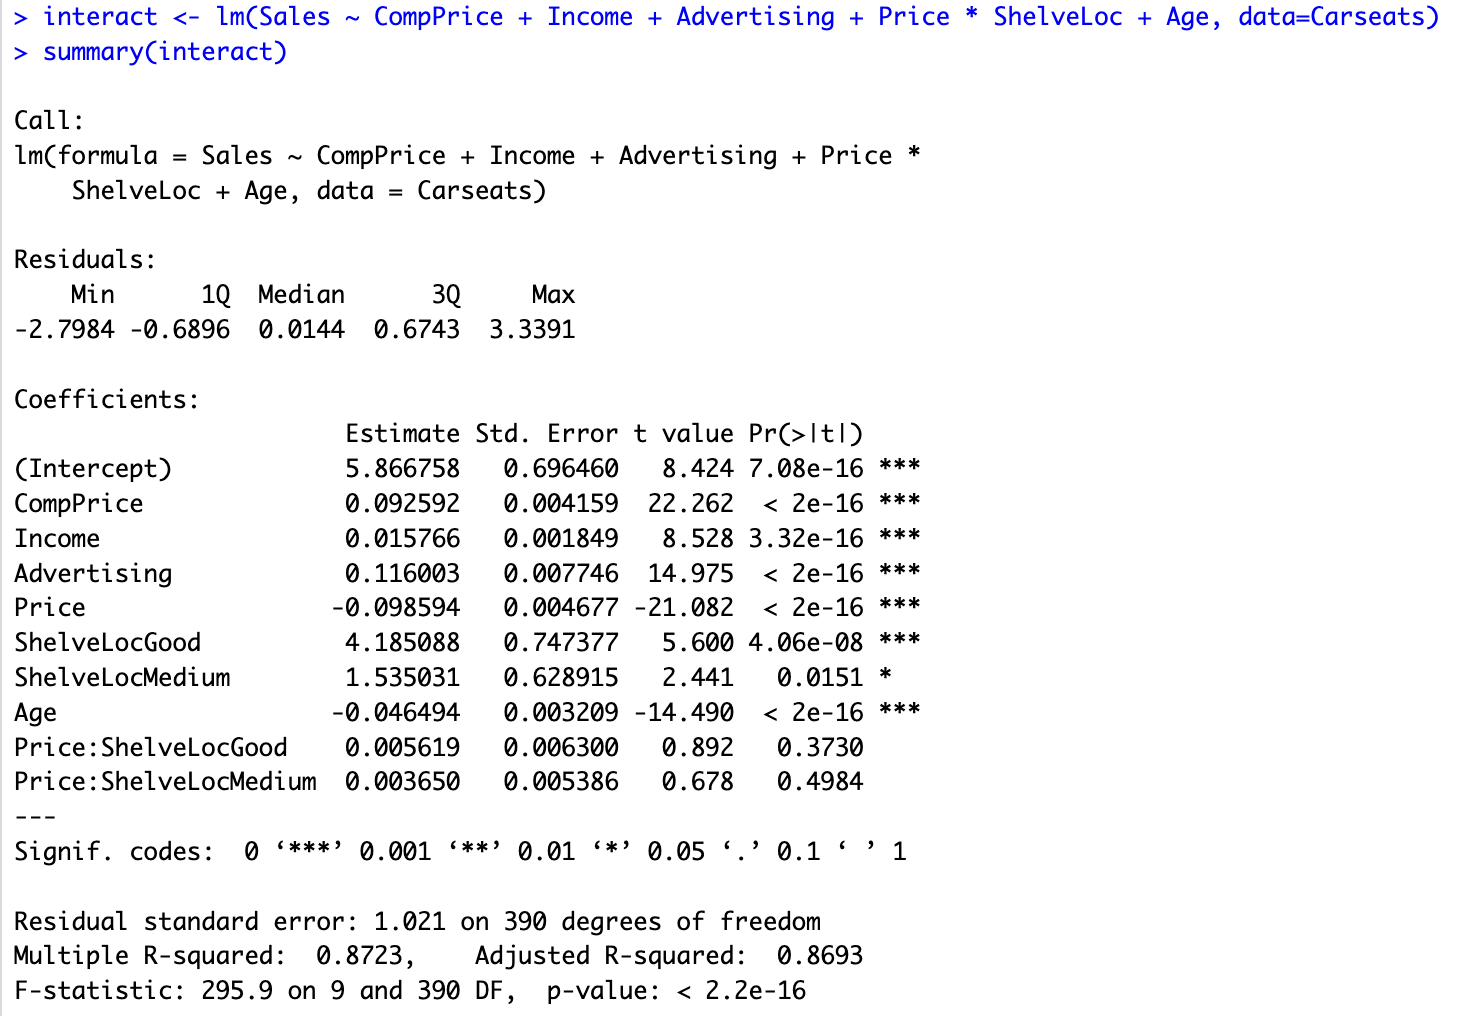 > interact <- lm(Sales ~ CompPrice + Income + Advertising + Price * ShelveLoc + Age, data=Carseats)
> summary(interact)
Call:
lm(formula = Sales ~ CompPrice + Income + Advertising + Price *
    ShelveLoc + Age, data = Carseats)
Residuals:
    Min      1Q  Median      3Q     Max
-2.7984 -0.6896  0.0144  0.6743  3.3391
Coefficients:
                       Estimate Std. Error t value Pr(>|t|)
(Intercept)            5.866758   0.696460   8.424 7.08e-16 ***
CompPrice              0.092592   0.004159  22.262  < 2e-16 ***
Income                 0.015766   0.001849   8.528 3.32e-16 ***
Advertising            0.116003   0.007746  14.975  < 2e-16 ***
Price                 -0.098594   0.004677 -21.082  < 2e-16 ***
ShelveLocGood          4.185088   0.747377   5.600 4.06e-08 ***
ShelveLocMedium        1.535031   0.628915   2.441   0.0151 *
Age                   -0.046494   0.003209 -14.490  < 2e-16 ***
Price:ShelveLocGood    0.005619   0.006300   0.892   0.3730
Price:ShelveLocMedium  0.003650   0.005386   0.678   0.4984
---
Signif. codes:  0 ‘***’ 0.001 ‘**’ 0.01 ‘*’ 0.05 ‘.’ 0.1 ‘ ’ 1
Residual standard error: 1.021 on 390 degrees of freedom
Multiple R-squared:  0.8723,    Adjusted R-squared:  0.8693
F-statistic: 295.9 on 9 and 390 DF,  p-value: < 2.2e-16